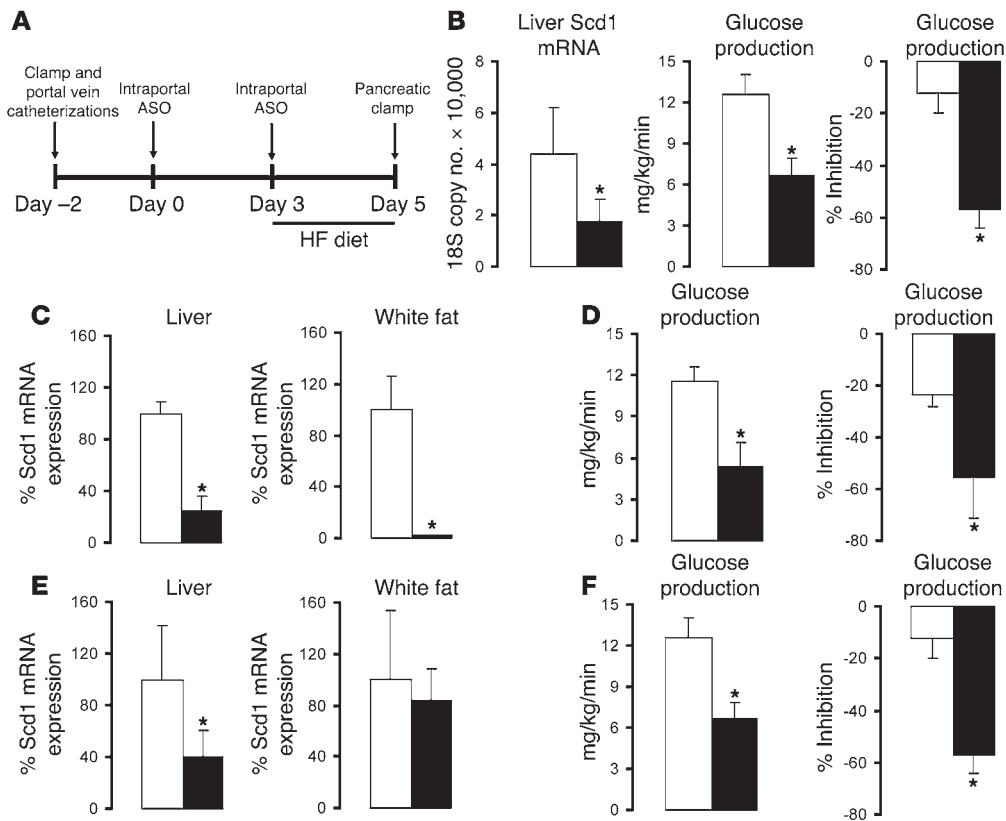 A
Clamp and
portal vein
catheterizations
Intraportal
ASO
Intraportal
ASO
Pancreatic
clamp
Day –2
Day 0
Day 3
Day 5
HF diet
B
Liver Scd1
mRNA
18S copy no. × 10,000
8
6
4
2
0
*
Glucose
production
mg/kg/min
15
12
9
6
3
0
*
Glucose
production
% Inhibition
0
-20
-40
-60
-80
*
C
Liver
% Scd1 mRNA
expression
160
120
80
40
0
*
White fat
% Scd1 mRNA
expression
160
120
80
40
0
*
D
Glucose
production
mg/kg/min
15
12
9
6
3
0
*
Glucose
production
% Inhibition
0
-20
-40
-60
-80
*
E
Liver
% Scd1 mRNA
expression
160
120
80
40
0
*
White fat
% Scd1 mRNA
expression
160
120
80
40
0
F
Glucose
production
mg/kg/min
15
12
9
6
3
0
*
Glucose
production
% Inhibition
0
-20
-40
-60
-80
*